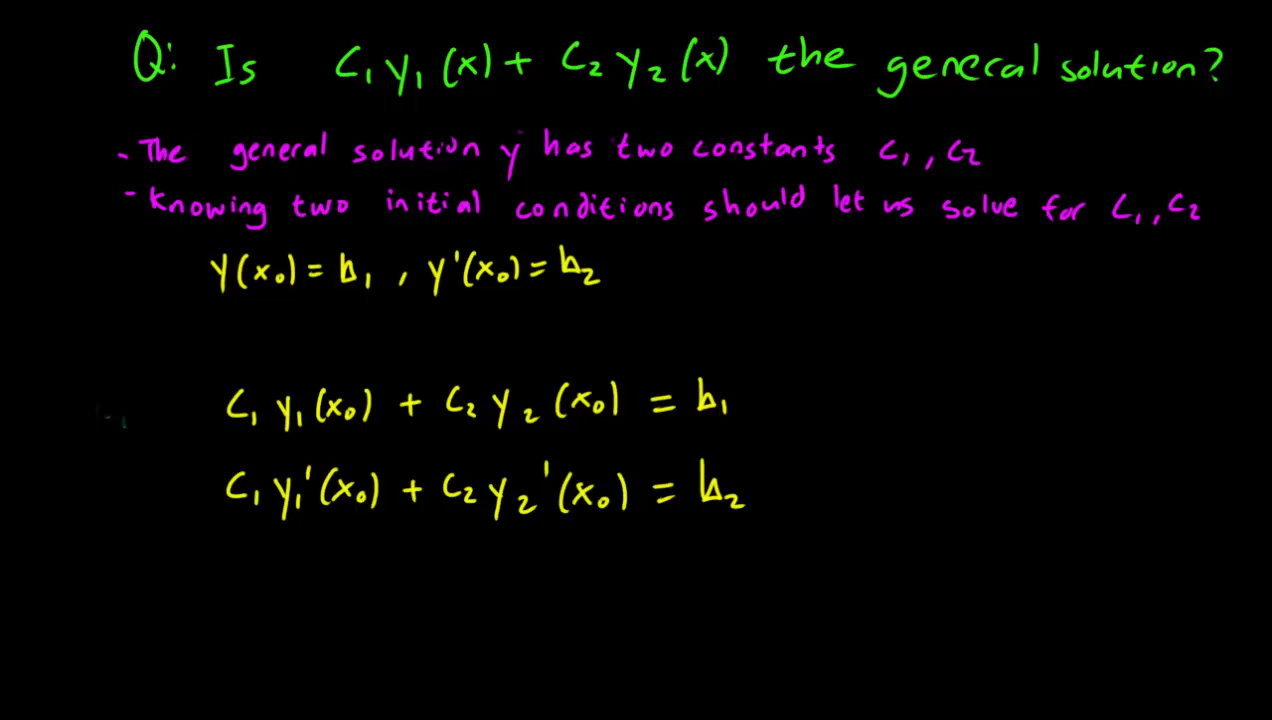 Q: Is C₁y₁(x) + C₂y₂(x) the general solution?
- The general solution y has two constants C₁, C₂
- Knowing two initial conditions should let us solve for C₁, C₂
y(x₀) = b₁ , y'(x₀) = b₂
C₁y₁(x₀) + C₂y₂(x₀) = b₁
C₁y₁'(x₀) + C₂y₂'(x₀) = b₂